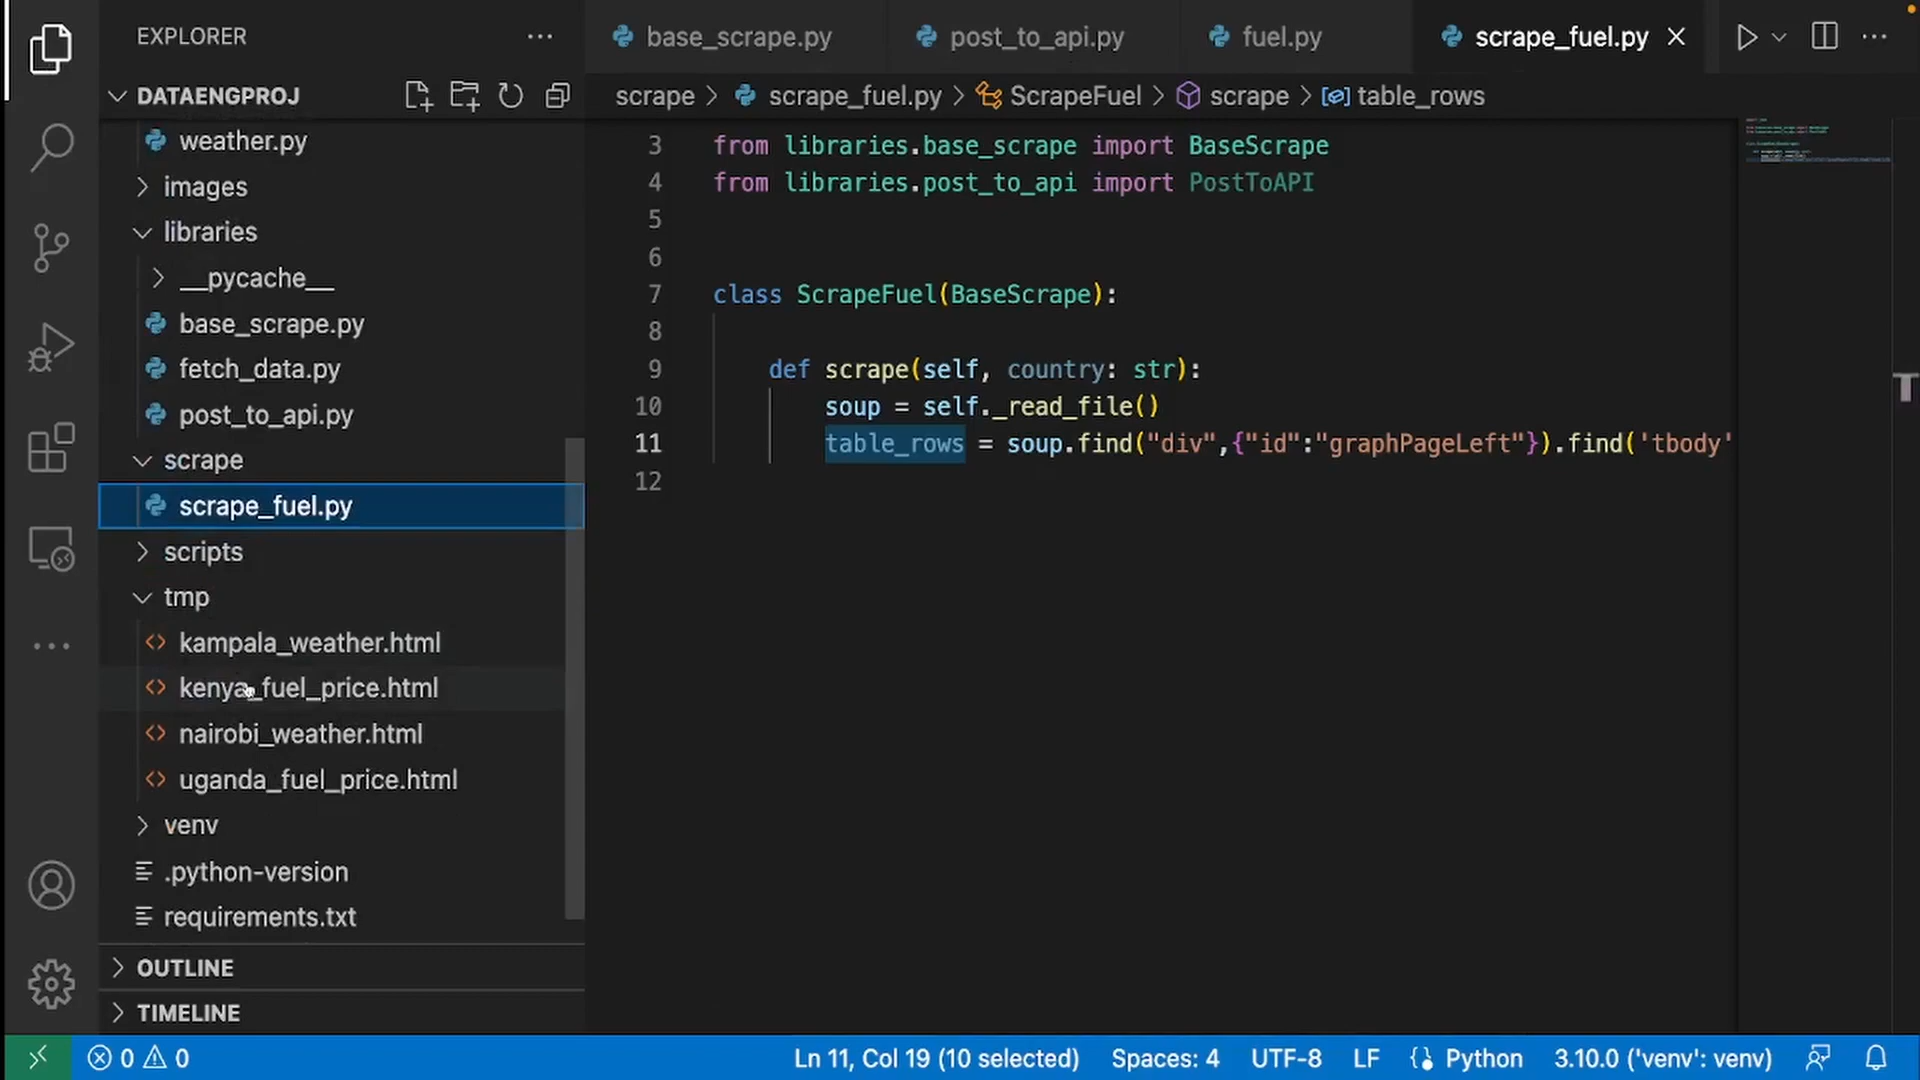 EXPLORER
base_scrape.py
post_to_api.py
fuel.py
scrape_fuel.py
DATAENGPROJ
scrape > scrape_fuel.py > ScrapeFuel > scrape > table_rows
weather.py
images
libraries
__pycache__
base_scrape.py
fetch_data.py
post_to_api.py
scrape
scrape_fuel.py
scripts
tmp
kampala_weather.html
kenya_fuel_price.html
nairobi_weather.html
uganda_fuel_price.html
venv
.python-version
requirements.txt
OUTLINE
TIMELINE
3 from libraries.base_scrape import BaseScrape
4 from libraries.post_to_api import PostToAPI
5
6
7 class ScrapeFuel(BaseScrape):
8
9 def scrape(self, country: str):
10 soup = self._read_file()
11 table_rows = soup.find("div",{"id":"graphPageLeft"}).find('tbody'
12
0 0 Ln 11, Col 19 (10 selected) Spaces: 4 UTF-8 LF Python 3.10.0 ('venv': venv)